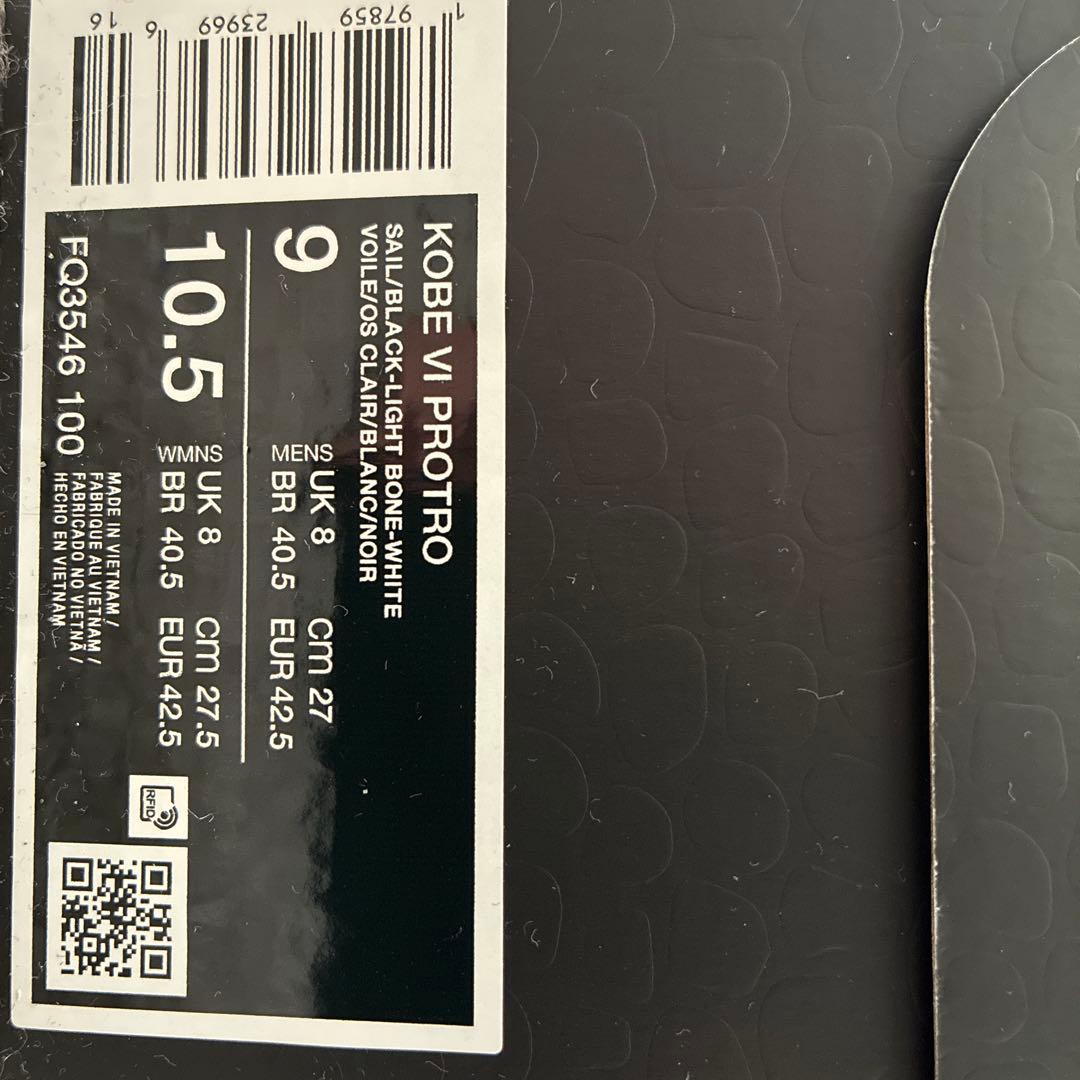 1 97859 23969 6 16
KOBE VI PROTRO
SAIL/BLACK-LIGHT BONE-WHITE
VOILE/OS CLAIR/BLANC/NOIR
9
MENS
UK 8 cm 27
BR 40.5 EUR 42.5
10.5
WMNS
UK 8 cm 27.5
BR 40.5 EUR 42.5
FQ3546 100
MADE IN VIETNAM /
FABRIQUE AU VIETNAM /
FABRICADO NO VIETNÃ /
HECHO EN VIETNAM
RFID